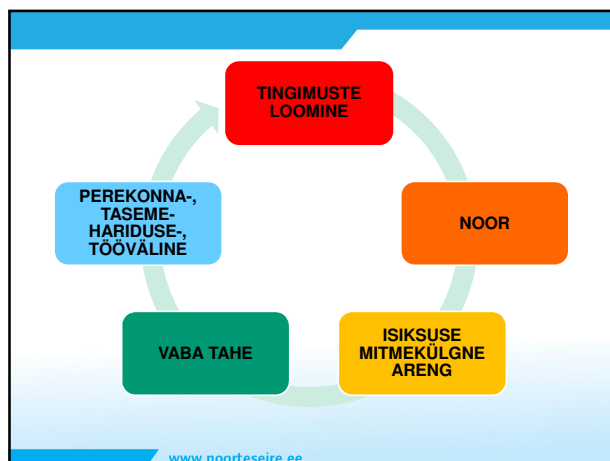 TINGIMUSTE
LOOMINE
NOOR
ISIKSUSE
MITMEKÜLGNE
ARENG
VABA TAHE
PEREKONNA-,
TASEME-
HARIDUSE-,
TÖÖVÄLINE
www.noorteseire.ee